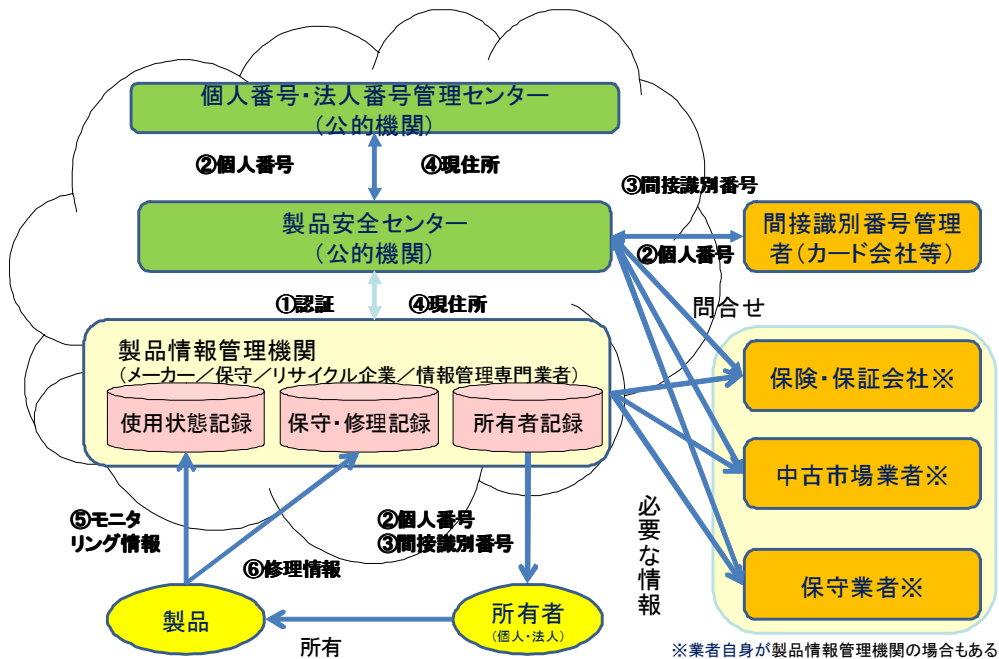 個人番号・法人番号管理センター
(公的機関)
②個人番号
④現住所
③間接識別番号
製品安全センター
(公的機関)
間接識別番号管理
者(カード会社等)
②個人番号
①認証
④現住所
問合せ
製品情報管理機関
(メーカー/保守/リサイクル企業/情報管理専門業者)
使用状態記録
保守・修理記録
所有者記録
保険・保証会社※
中古市場業者※
保守業者※
⑤モニタ
リング情報
②個人番号
③間接識別番号
⑥修理情報
必要な情報
製品
所有者
(個人・法人)
所有
※業者自身が製品情報管理機関の場合もある